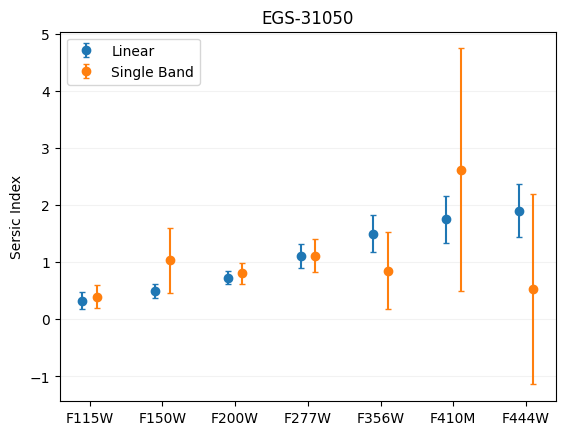 EGS-31050
Linear
Single Band
Sersic Index
5
4
3
2
1
0
−1
F115W F150W F200W F277W F356W F410M F444W